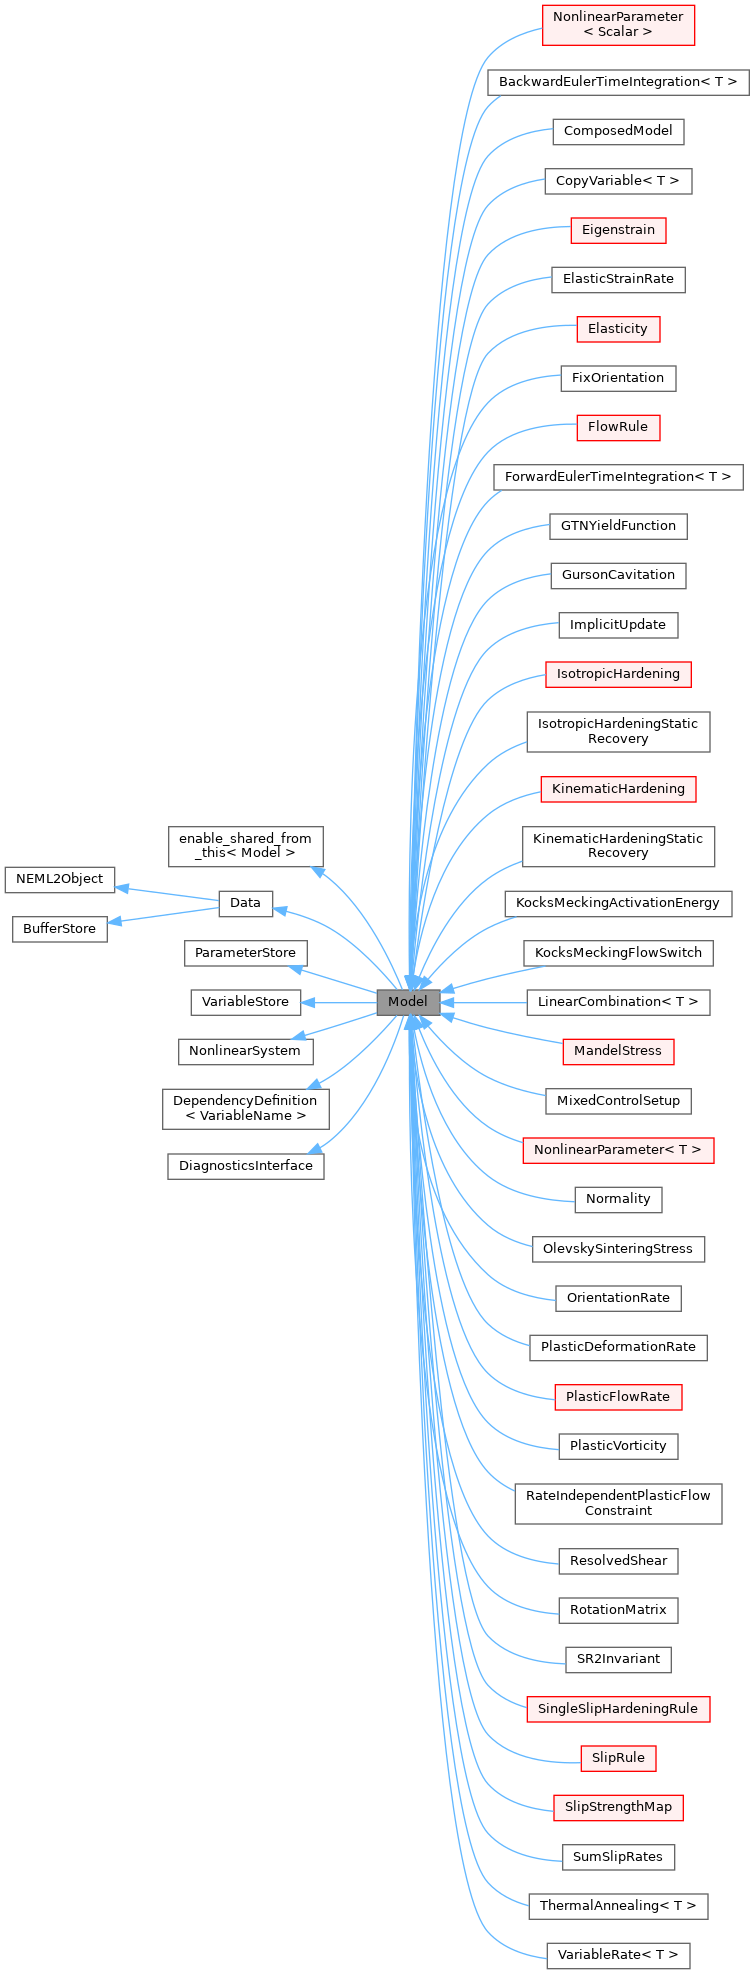 NonlinearParameter
< Scalar >
BackwardEulerTimeIntegration< T >
ComposedModel
CopyVariable< T >
Eigenstrain
ElasticStrainRate
Elasticity
FixOrientation
FlowRule
ForwardEulerTimeIntegration< T >
GTNYieldFunction
GursonCavitation
ImplicitUpdate
IsotropicHardening
IsotropicHardeningStatic
Recovery
KinematicHardening
enable_shared_from
_this< Model >
KinematicHardeningStatic
Recovery
NEML2Object
Data
BufferStore
KocksMeckingActivationEnergy
ParameterStore
KocksMeckingFlowSwitch
VariableStore
Model
LinearCombination< T >
NonlinearSystem
MandelStress
DependencyDefinition
< VariableName >
MixedControlSetup
DiagnosticsInterface
NonlinearParameter< T >
Normality
OlevskySinteringStress
OrientationRate
PlasticDeformationRate
PlasticFlowRate
PlasticVorticity
RateIndependentPlasticFlow
Constraint
ResolvedShear
RotationMatrix
SR2Invariant
SingleSlipHardeningRule
SlipRule
SlipStrengthMap
SumSlipRates
ThermalAnnealing< T >
VariableRate< T >